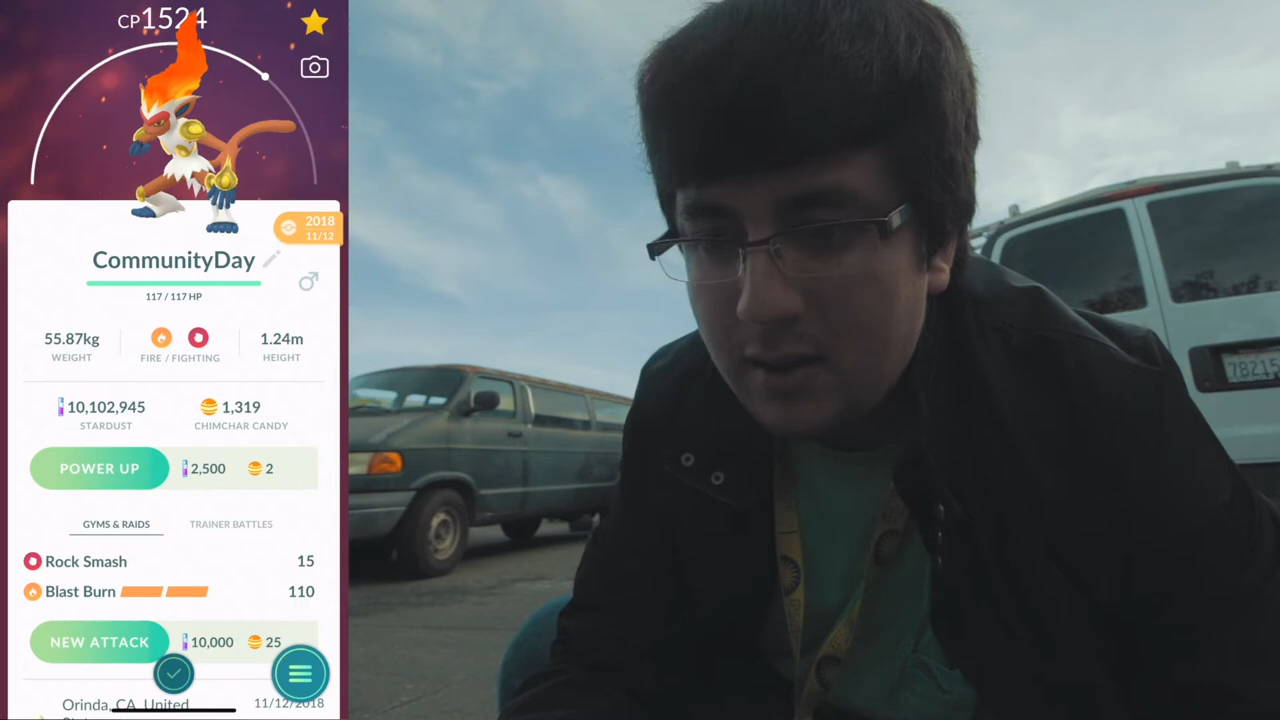 CP1524
2018
11/12
CommunityDay
117 / 117 HP
55.87kg
WEIGHT
FIRE / FIGHTING
1.24m
HEIGHT
10,102,945
STARDUST
1,319
CHIMCHAR CANDY
POWER UP 2,500 2
GYMS & RAIDS TRAINER BATTLES
Rock Smash 15
Blast Burn 110
NEW ATTACK 10,000 25
Orinda, CA, United 11/12/2018
78215